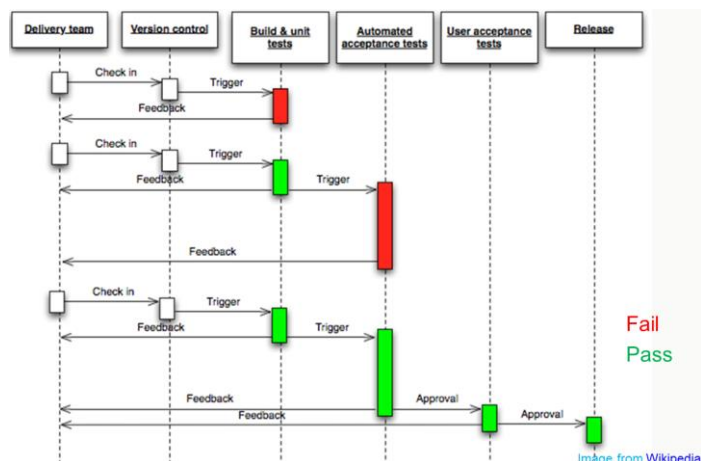 Delivery team
Version control
Build & unit
tests
Automated
acceptance tests
User acceptance
tests
Release
Check in
Trigger
Feedback
Check in
Trigger
Feedback
Trigger
Feedback
Check in
Trigger
Feedback
Trigger
Fail
Pass
Feedback
Approval
Feedback
Approval
Image from Wikipedia